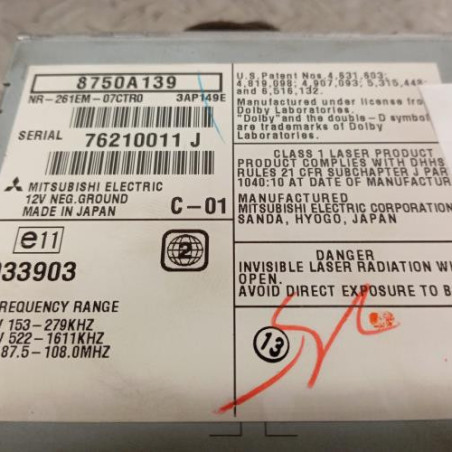 8750A139
NR-261EM-07CTR0 3AP149E
SERIAL 76210011 J
MITSUBISHI ELECTRIC
12V NEG.GROUND
MADE IN JAPAN C-01
e11
2
033903
FREQUENCY RANGE
153-279KHZ
522-1611KHZ
87.5-108.0MHZ
U.S.Patent Nos. 4,631,603;
4,819,098; 4,907,093; 5,315,448;
and 6,516,132.
Manufactured under license
Dolby Laboratories.
"Dolby" and the double-D symbol
are trademarks of Dolby
Laboratories.
CLASS 1 LASER PRODUCT
PRODUCT COMPLIES WITH DHHS
RULES 21 CFR SUBCHAPTER J PAR
1040:10 AT DATE OF MANUFACTUR
MANUFACTURED
MITSUBISHI ELECTRIC CORPORATION
SANDA, HYOGO, JAPAN
DANGER
INVISIBLE LASER RADIATION
OPEN.
AVOID DIRECT EXPOSURE TO B
13